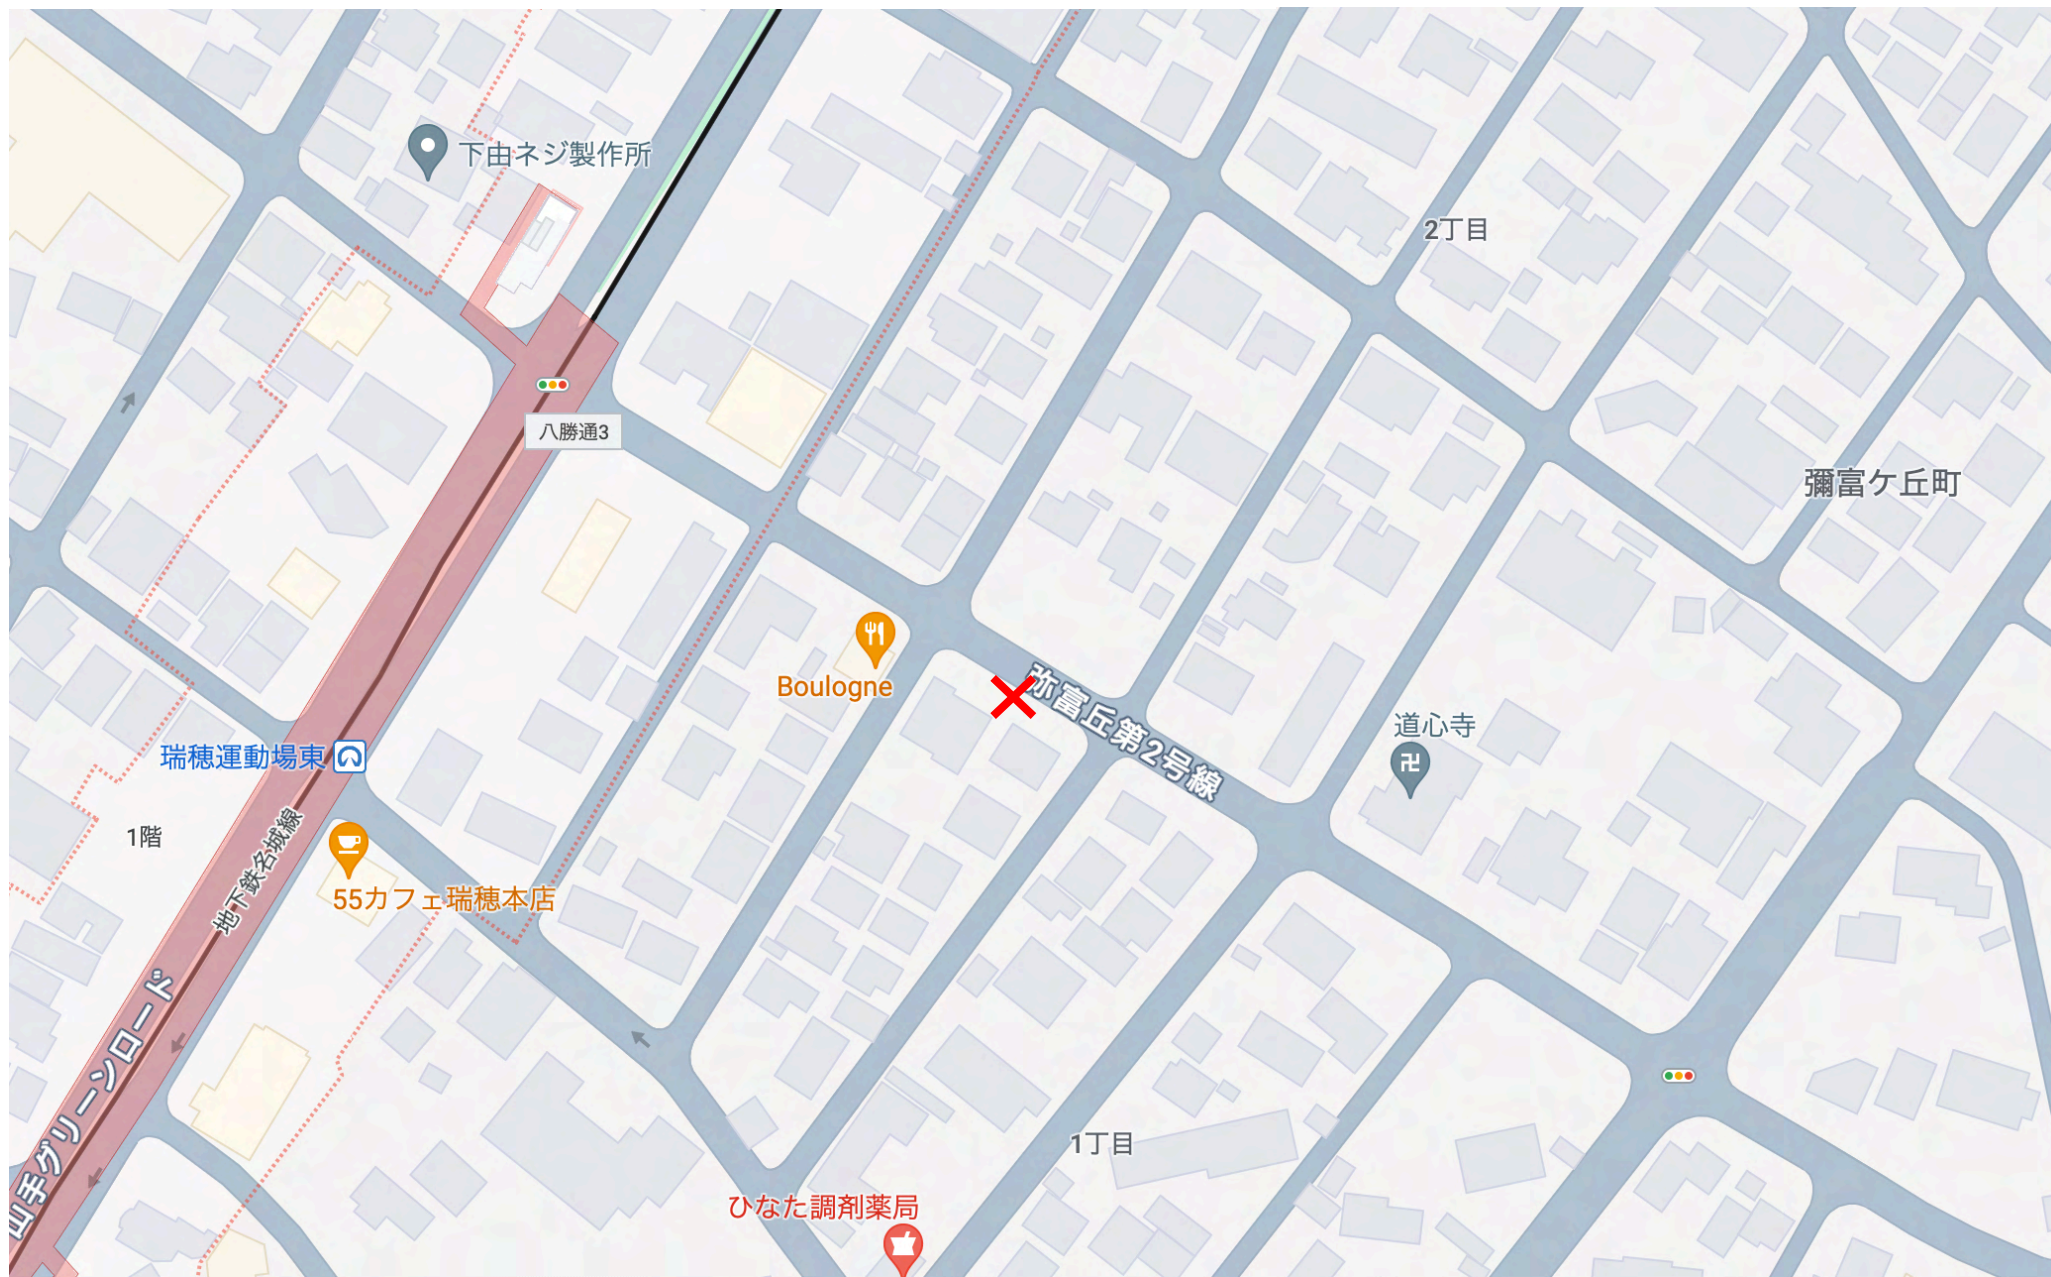 下由ネジ製作所
2丁目
八勝通3
彌富ケ丘町
Boulogne
弥富丘第2号線
道心寺
瑞穂運動場東
1階
地下鉄名城線
55カフェ瑞穂本店
山手グリーンロード
1丁目
ひなた調剤薬局